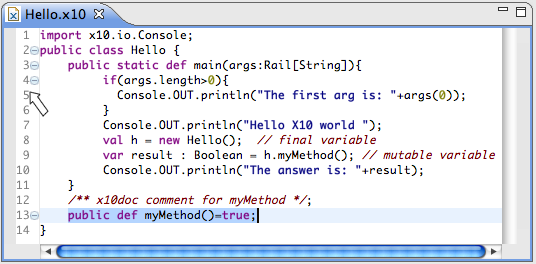 Hello.x10
1 import x10.io.Console;
2 public class Hello {
3     public static def main(args:Rail[String]){
4         if(args.length>0){
5           Console.OUT.println("The first arg is: "+args(0));
6         }
7         Console.OUT.println("Hello X10 world ");
8         val h = new Hello();  // final variable
9         var result : Boolean = h.myMethod(); // mutable variable
10         Console.OUT.println("The answer is: "+result);
11     }
12     /** x10doc comment for myMethod */;
13     public def myMethod()=true;
14 }